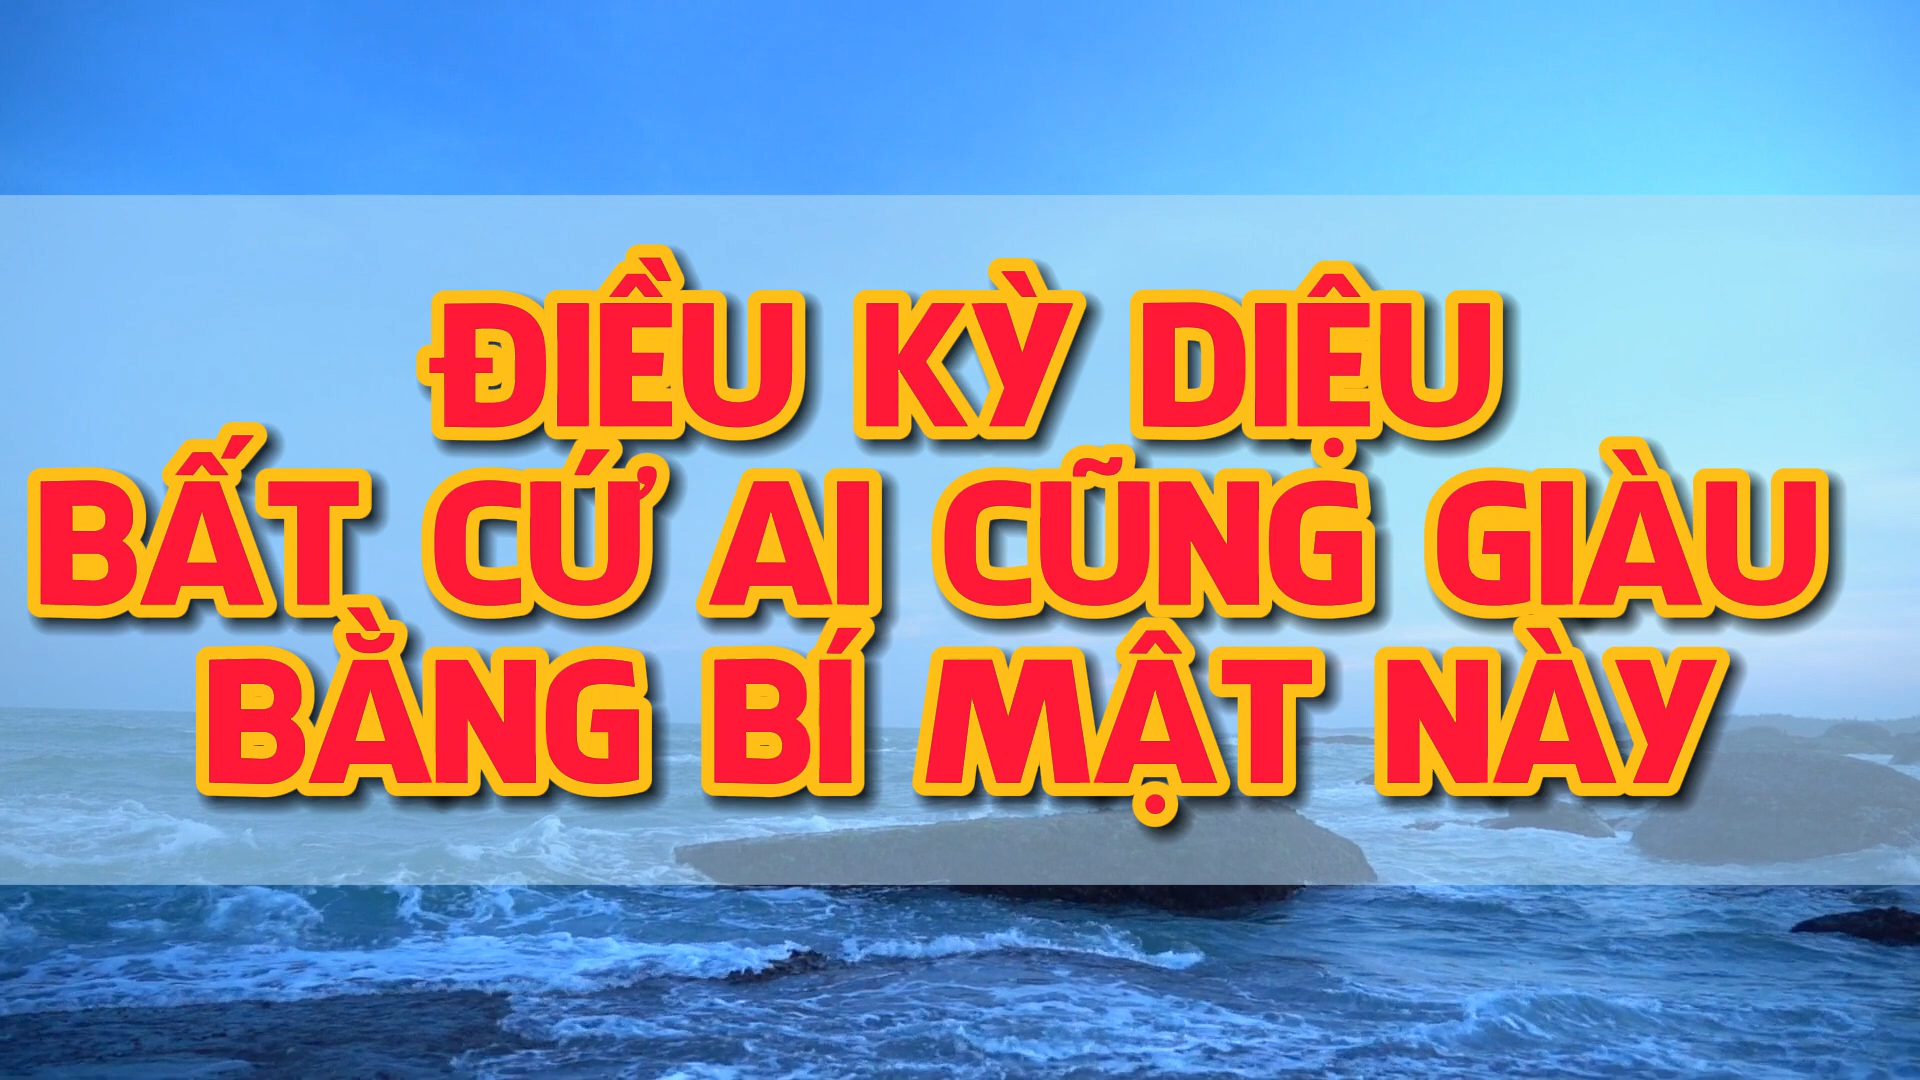 ĐIỀU KỲ DIỆU
BẤT CỨ AI CŨNG GIÀU
BẰNG BÍ MẬT NÀY